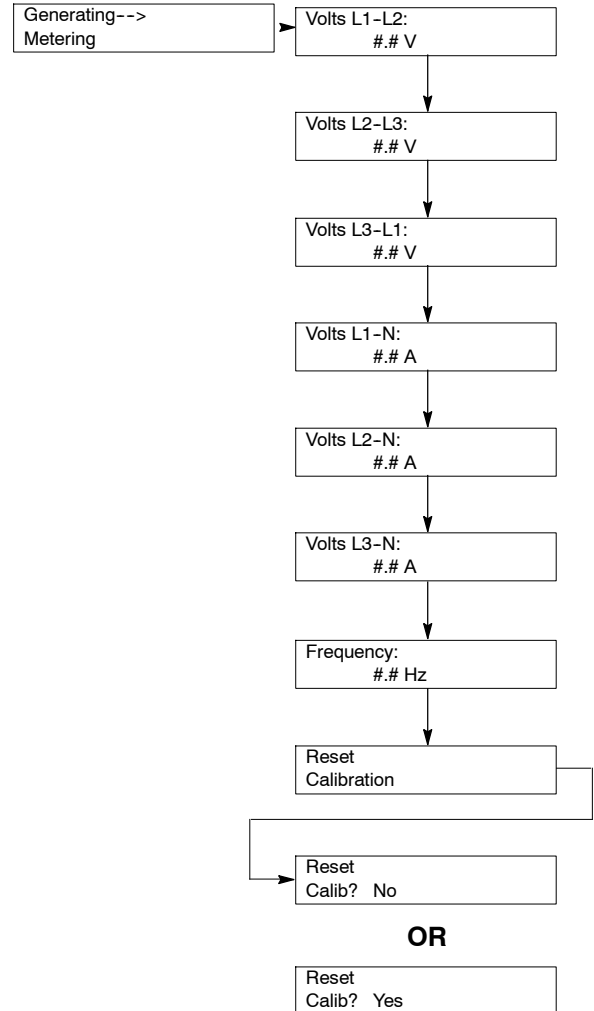 Generating-->
Metering
Volts L1-L2:
#.# V
Volts L2-L3:
#.# V
Volts L3-L1:
#.# V
Volts L1-N:
#.# A
Volts L2-N:
#.# A
Volts L3-N:
#.# A
Frequency:
#.# Hz
Reset
Calibration
Reset
Calib? No
OR
Reset
Calib? Yes